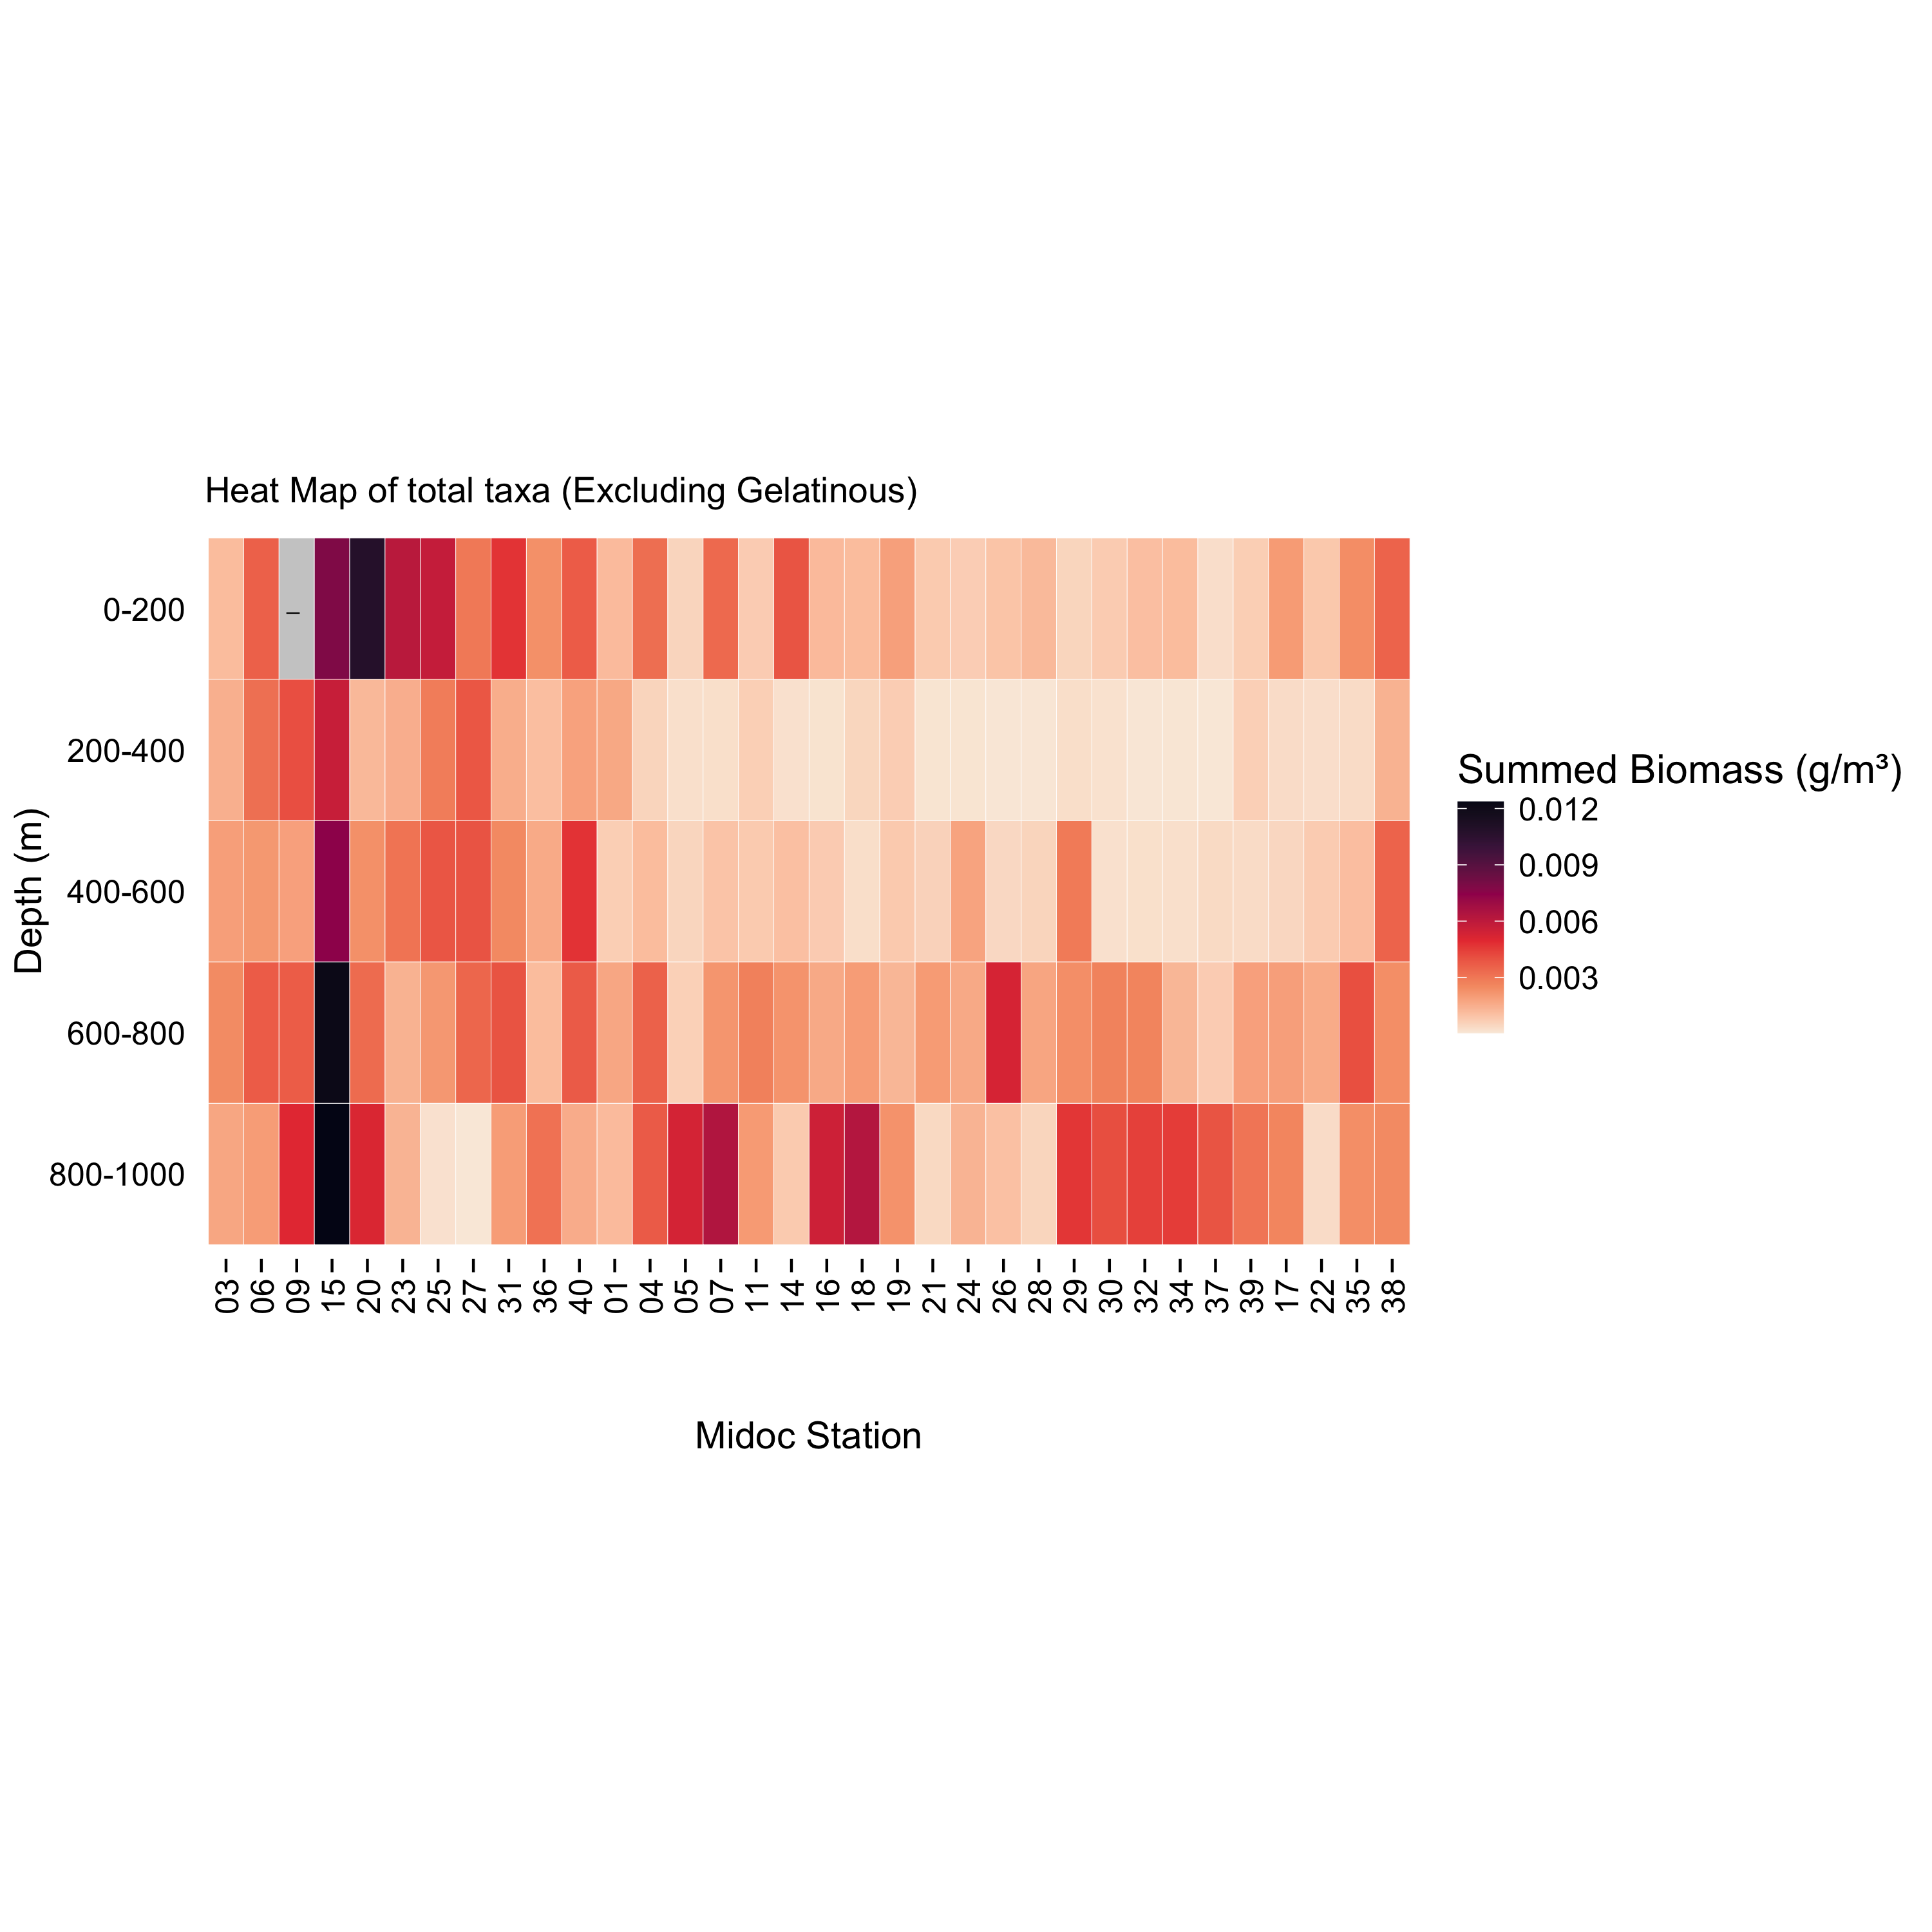 Heat Map of total taxa (Excluding Gelatinous)
Depth (m)
0-200
200-400
400-600
600-800
800-1000
–
03 06 09 15 20 23 25 27 31 36 40 01 04 05 07 11 14 16 18 19 21 24 26 28 29 30 32 34 37 39 17 22 35 38
Midoc Station
Summed Biomass (g/m³)
0.012
0.009
0.006
0.003